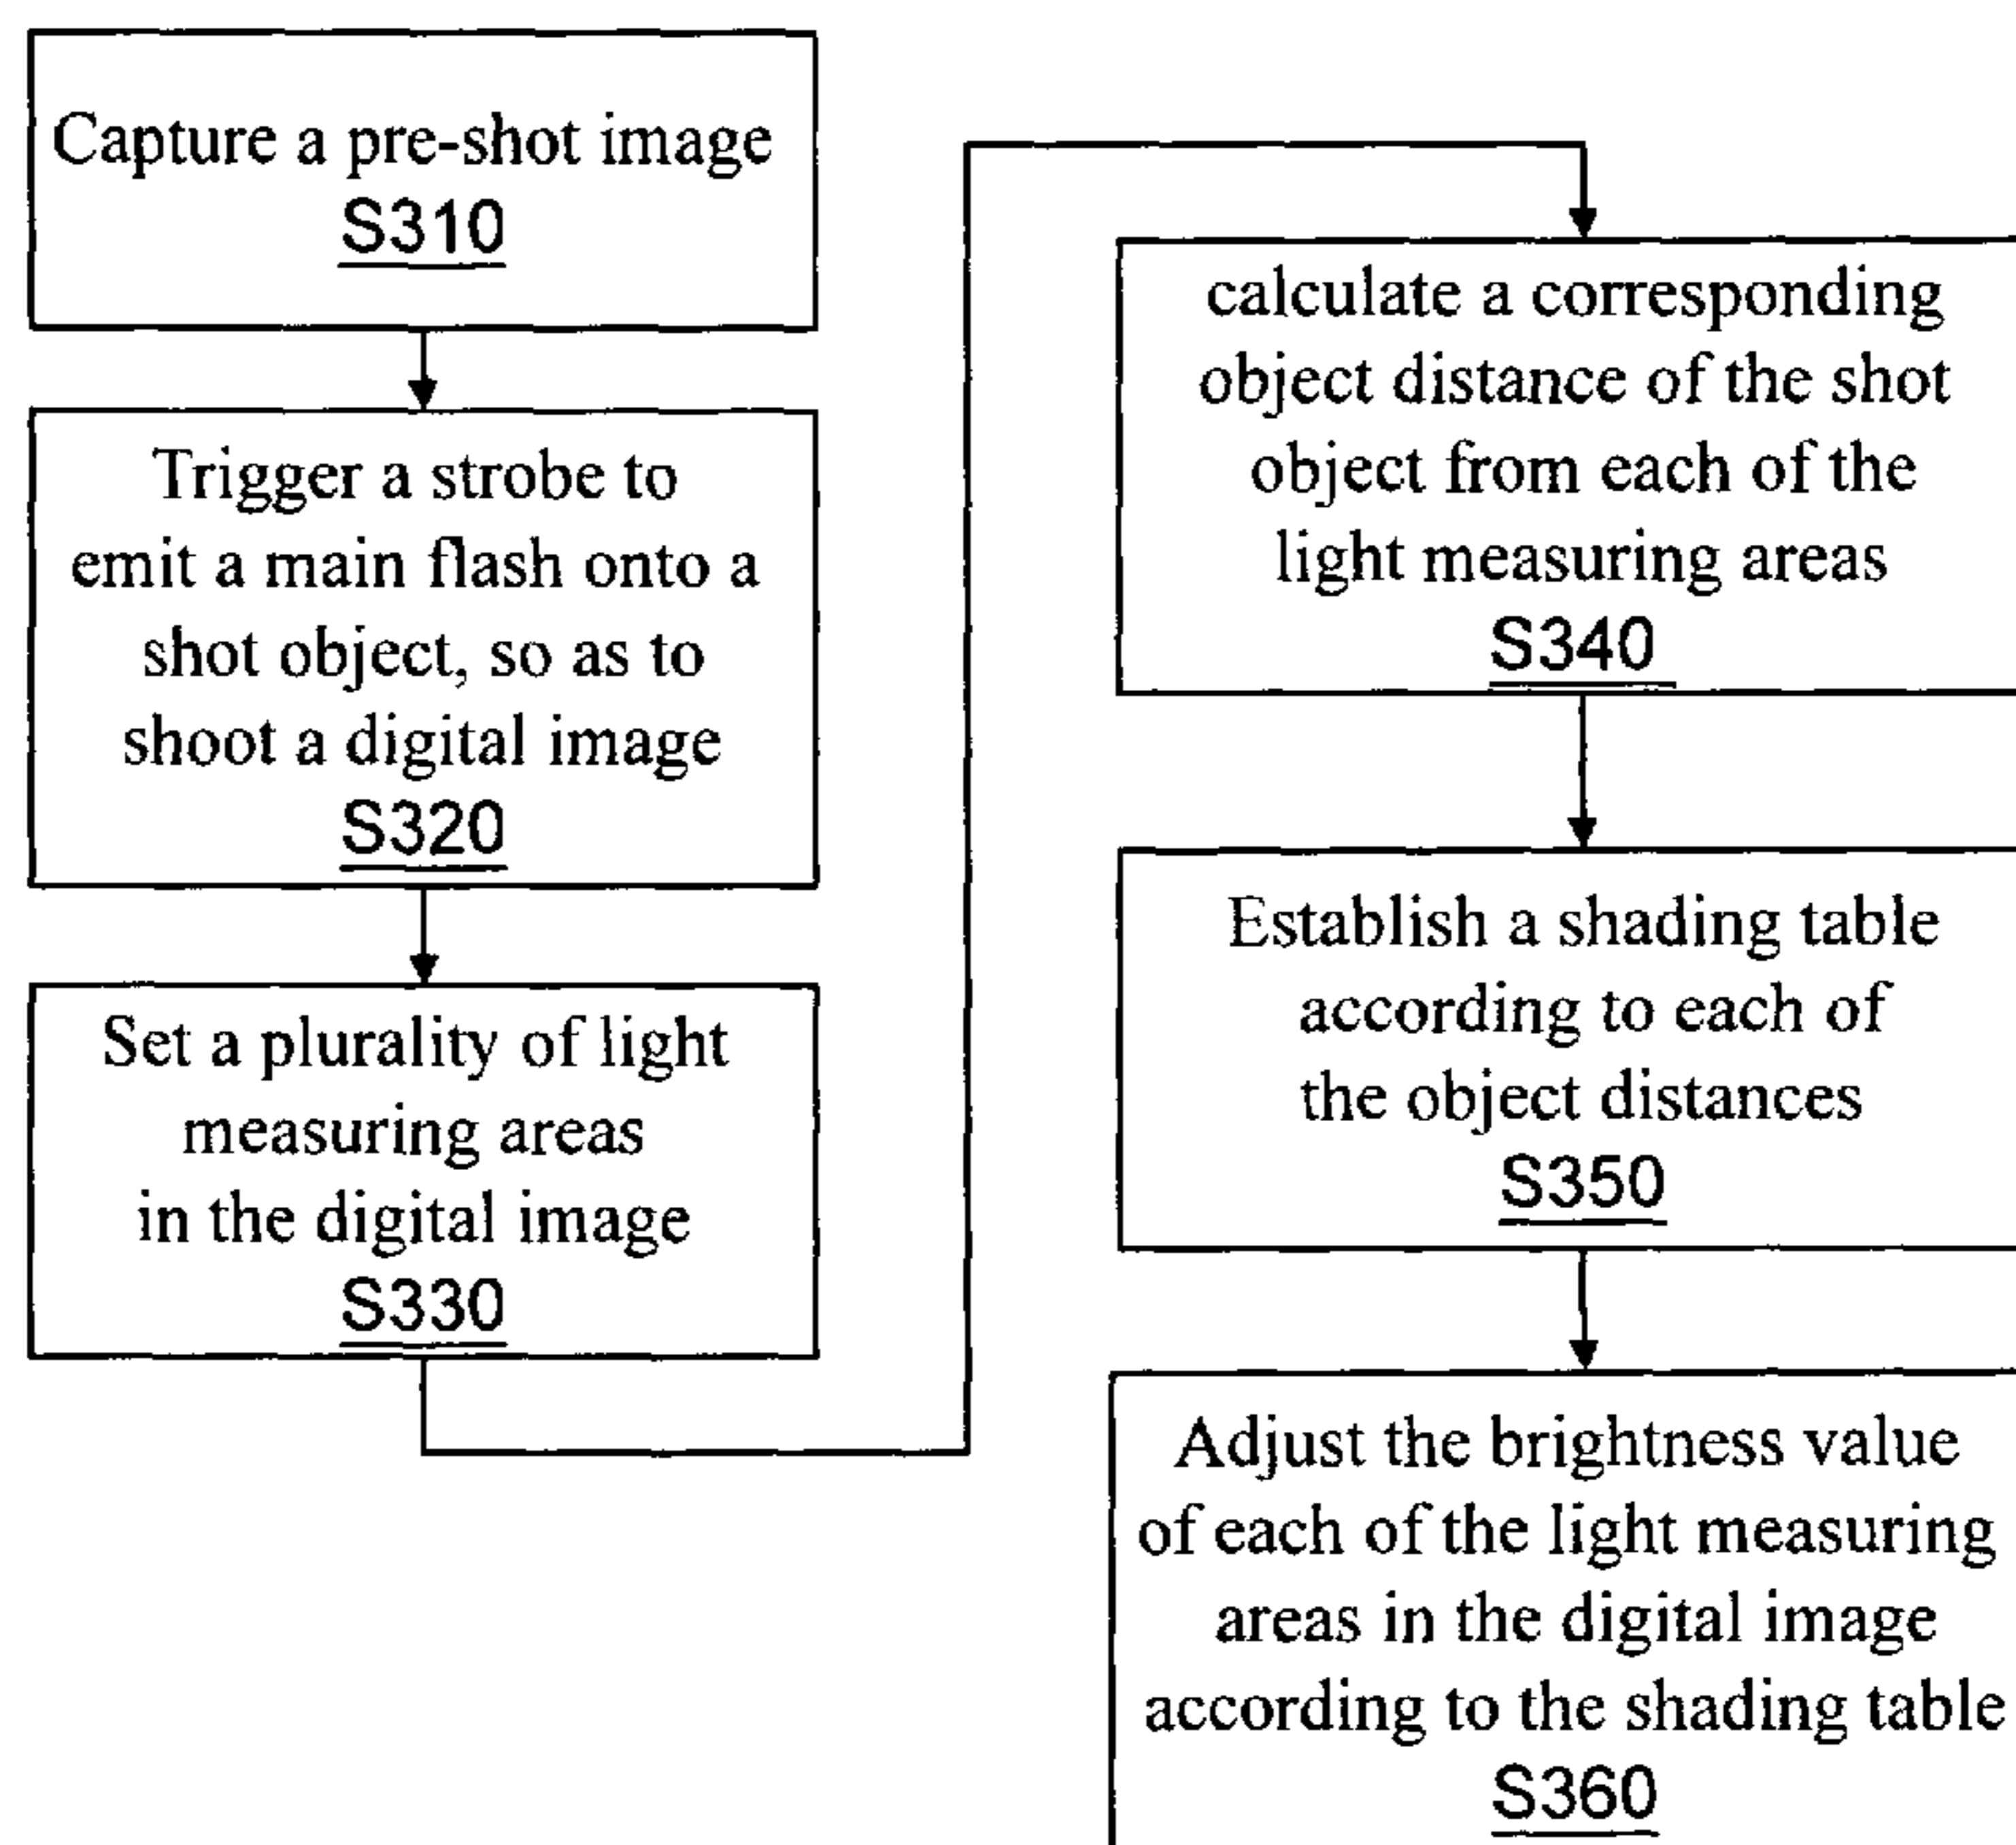 Capture a pre-shot image
S310
Trigger a strobe to
emit a main flash onto a
shot object, so as to
shoot a digital image
S320
Set a plurality of light
measuring areas
in the digital image
S330
calculate a corresponding
object distance of the shot
object from each of the
light measuring areas
S340
Establish a shading table
according to each of
the object distances
S350
Adjust the brightness value
of each of the light measuring
areas in the digital image
according to the shading table
S360